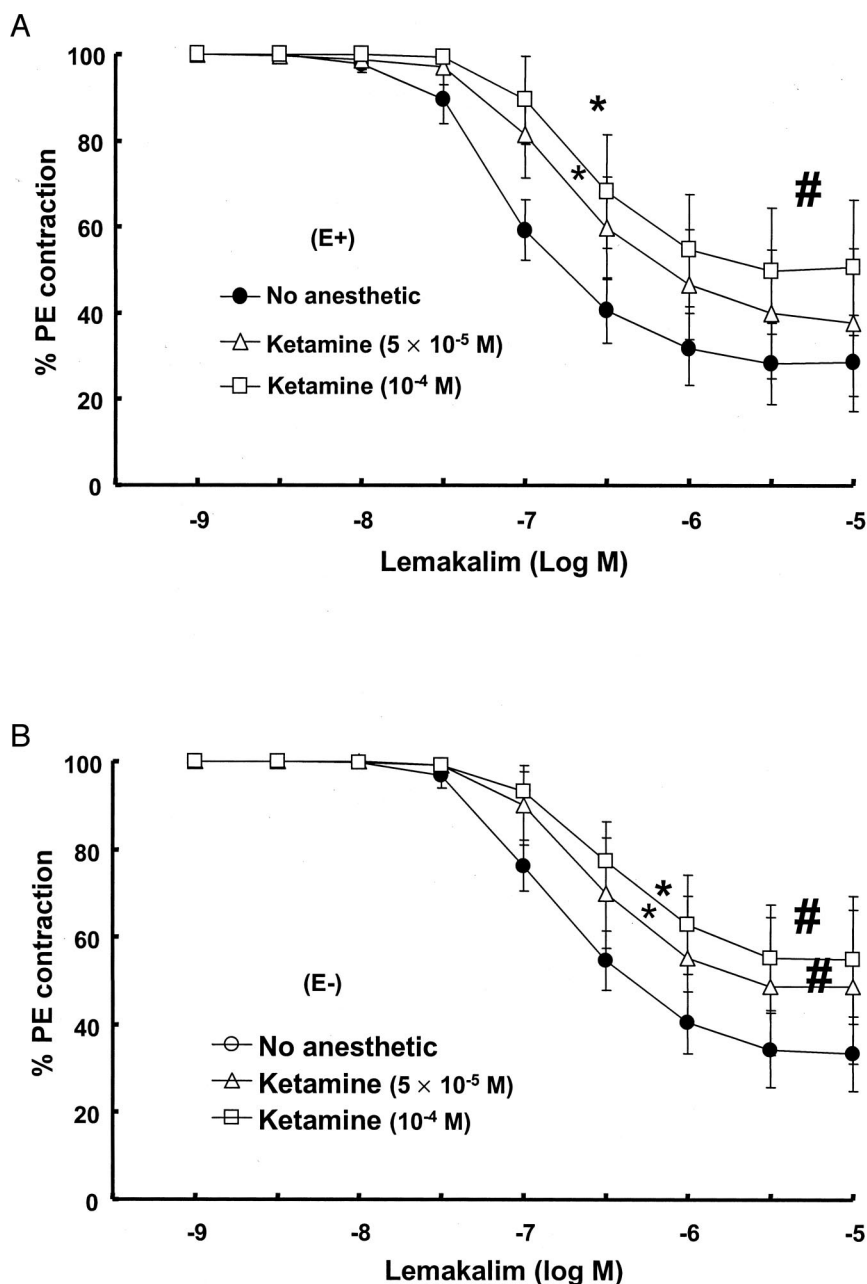 A
100
80
60
40
20
0
% PE contraction
*
*
#
(E+)
No anesthetic
Ketamine (5 × 10⁻⁵ M)
Ketamine (10⁻⁴ M)
-9 -8 -7 -6 -5
Lemakalim (Log M)
B
100
80
60
40
20
0
% PE contraction
*
*
#
#
(E-)
No anesthetic
Ketamine (5 × 10⁻⁵ M)
Ketamine (10⁻⁴ M)
-9 -8 -7 -6 -5
Lemakalim (log M)